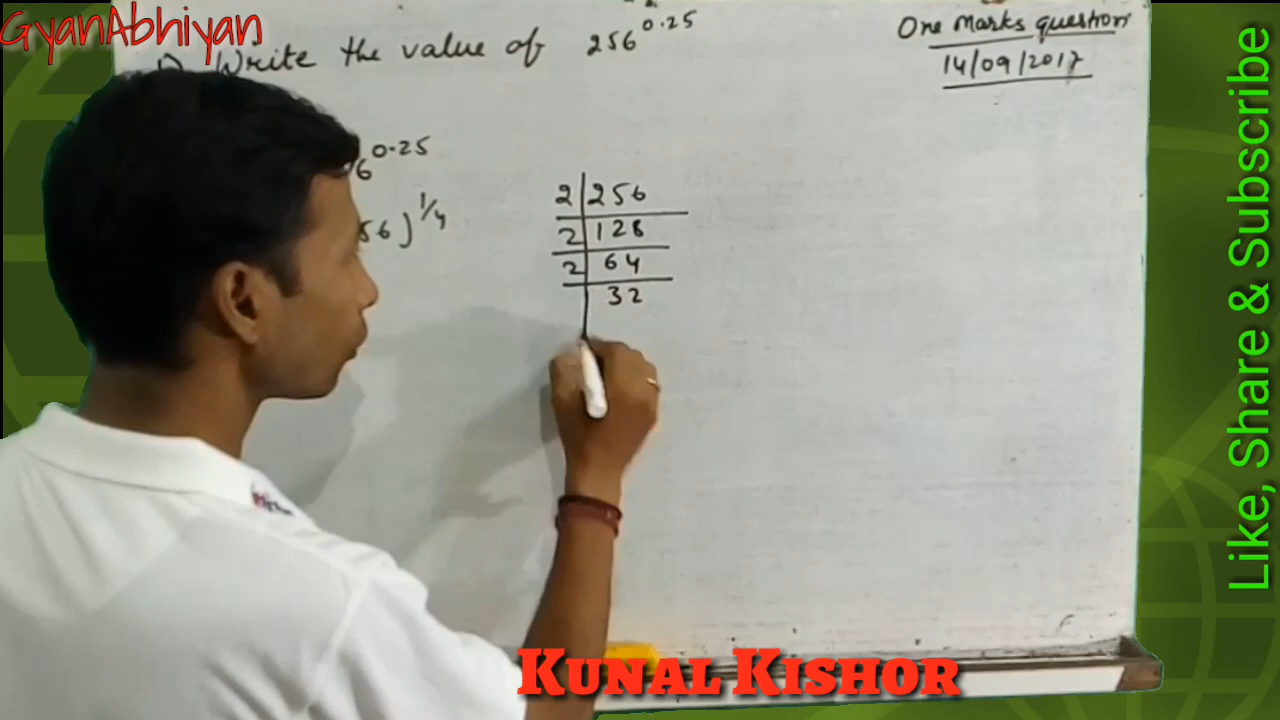 GyanAbhiyan
Write the value of 256^0.25
One Marks question
14/09/2017
6^0.25
56)^1/4
2 256
2 128
2 64
32
Like, Share & Subscribe
KUNAL KISHOR